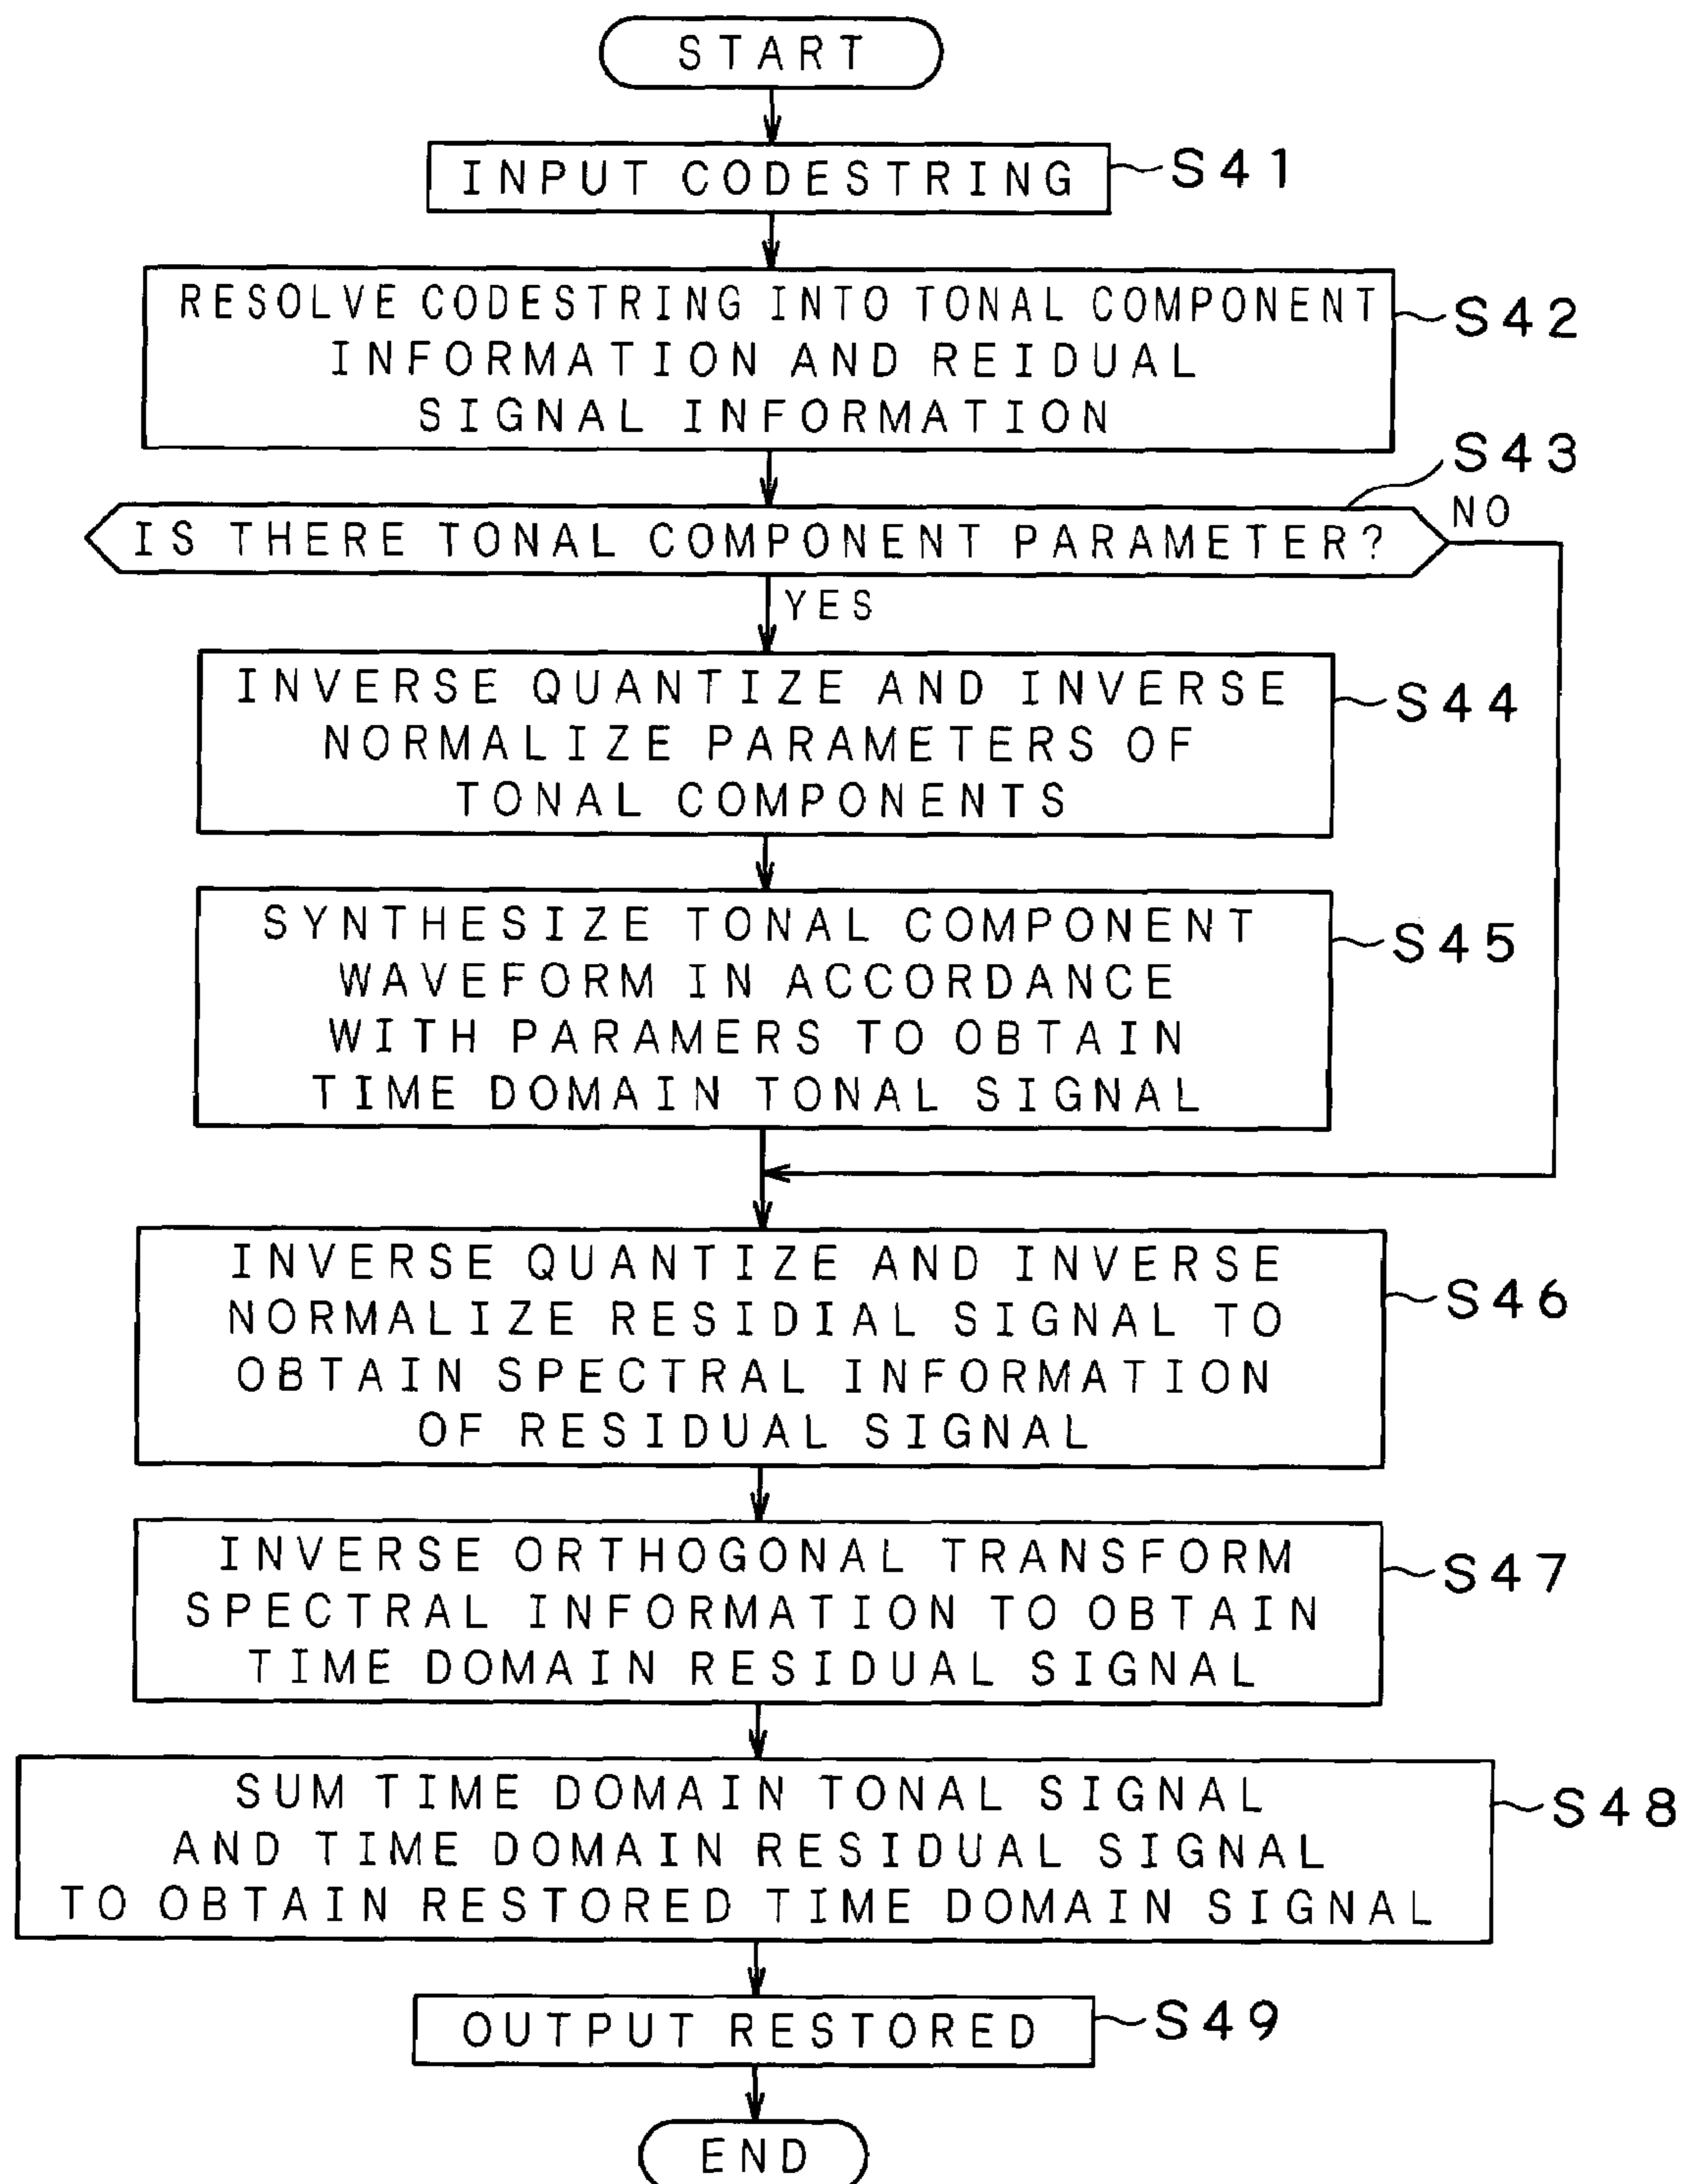 START
INPUT CODESTRING
S41
RESOLVE CODESTRING INTO TONAL COMPONENT
INFORMATION AND REIDUAL
SIGNAL INFORMATION
S42
S43
IS THERE TONAL COMPONENT PARAMETER?
NO
YES
INVERSE QUANTIZE AND INVERSE
NORMALIZE PARAMETERS OF
TONAL COMPONENTS
S44
SYNTHESIZE TONAL COMPONENT
WAVEFORM IN ACCORDANCE
WITH PARAMERS TO OBTAIN
TIME DOMAIN TONAL SIGNAL
S45
INVERSE QUANTIZE AND INVERSE
NORMALIZE RESIDIAL SIGNAL TO
OBTAIN SPECTRAL INFORMATION
OF RESIDUAL SIGNAL
S46
INVERSE ORTHOGONAL TRANSFORM
SPECTRAL INFORMATION TO OBTAIN
TIME DOMAIN RESIDUAL SIGNAL
S47
SUM TIME DOMAIN TONAL SIGNAL
AND TIME DOMAIN RESIDUAL SIGNAL
TO OBTAIN RESTORED TIME DOMAIN SIGNAL
S48
OUTPUT RESTORED
S49
END